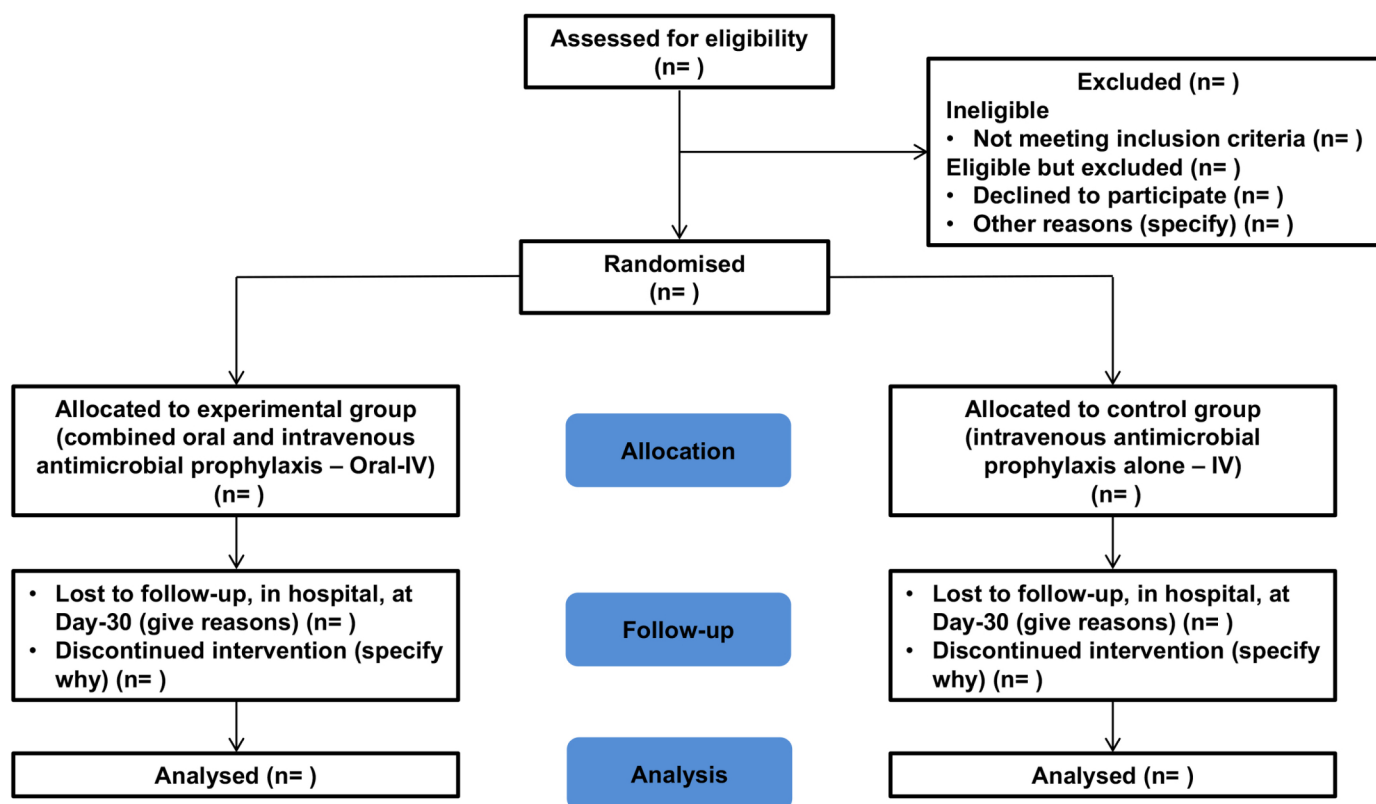 Assessed for eligibility
(n= )
Excluded (n= )
Ineligible
• Not meeting inclusion criteria (n= )
Eligible but excluded (n= )
• Declined to participate (n= )
• Other reasons (specify) (n= )
Randomised
(n= )
Allocated to experimental group
(combined oral and intravenous
antimicrobial prophylaxis – Oral-IV)
(n= )
Allocation
Allocated to control group
(intravenous antimicrobial
prophylaxis alone – IV)
(n= )
• Lost to follow-up, in hospital, at
Day-30 (give reasons) (n= )
• Discontinued intervention (specify
why) (n= )
Follow-up
• Lost to follow-up, in hospital, at
Day-30 (give reasons) (n= )
• Discontinued intervention (specify
why) (n= )
Analysed (n= )
Analysis
Analysed (n= )